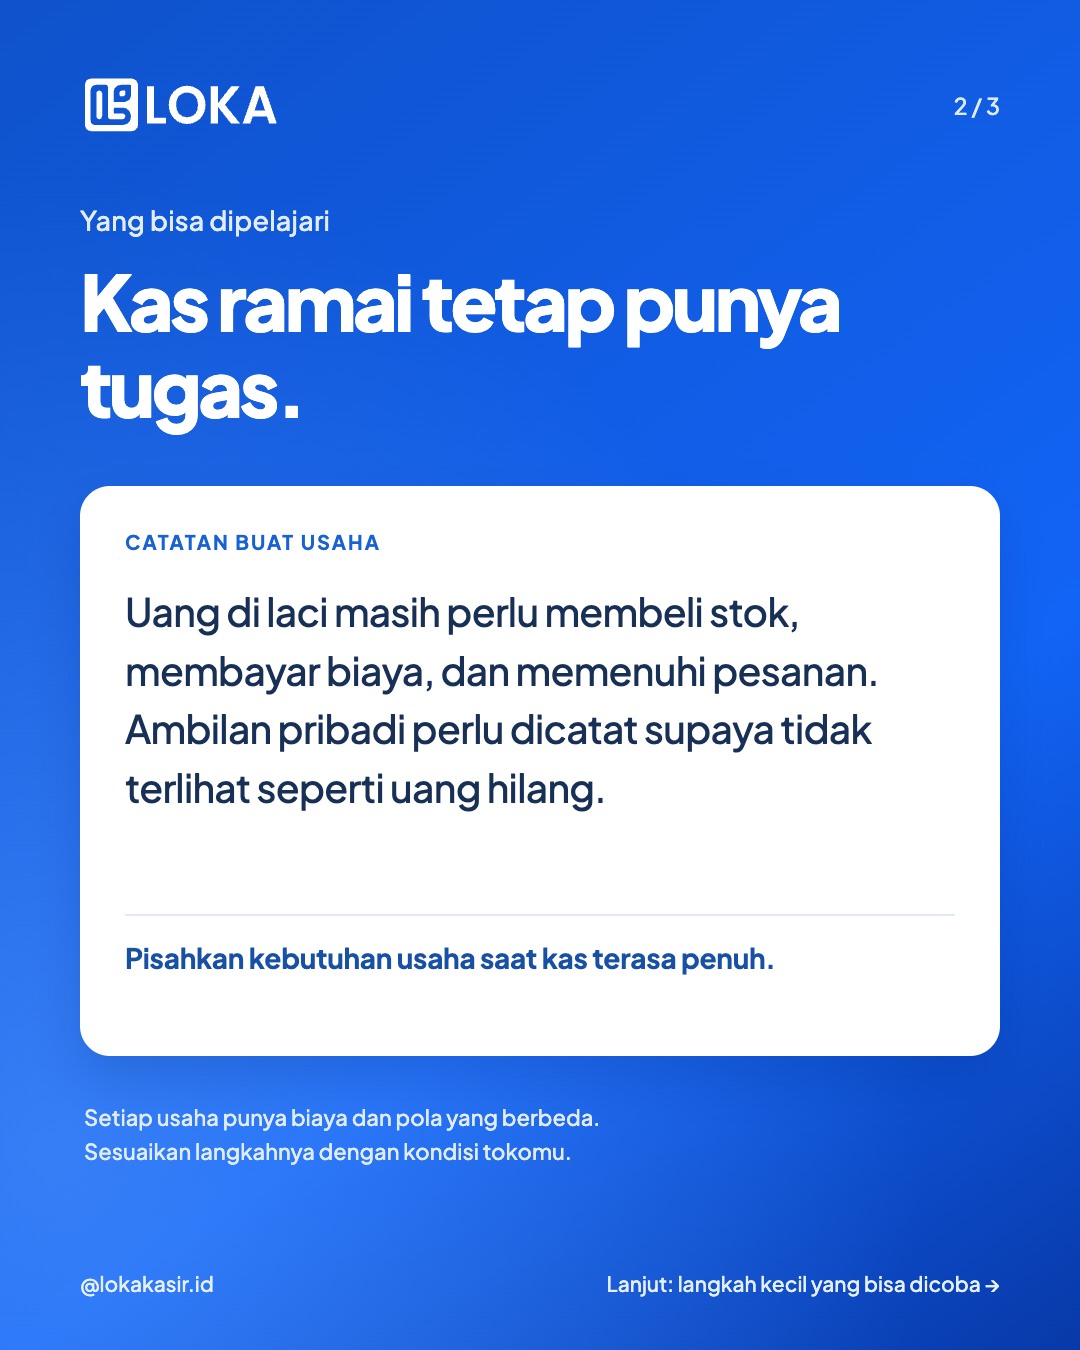 LOKA
2 / 3
Yang bisa dipelajari
Kas ramai tetap punya
tugas.
CATATAN BUAT USAHA
Uang di laci masih perlu membeli stok,
membayar biaya, dan memenuhi pesanan.
Ambilan pribadi perlu dicatat supaya tidak
terlihat seperti uang hilang.
Pisahkan kebutuhan usaha saat kas terasa penuh.
Setiap usaha punya biaya dan pola yang berbeda.
Sesuaikan langkahnya dengan kondisi tokomu.
@lokakasir.id
Lanjut: langkah kecil yang bisa dicoba →